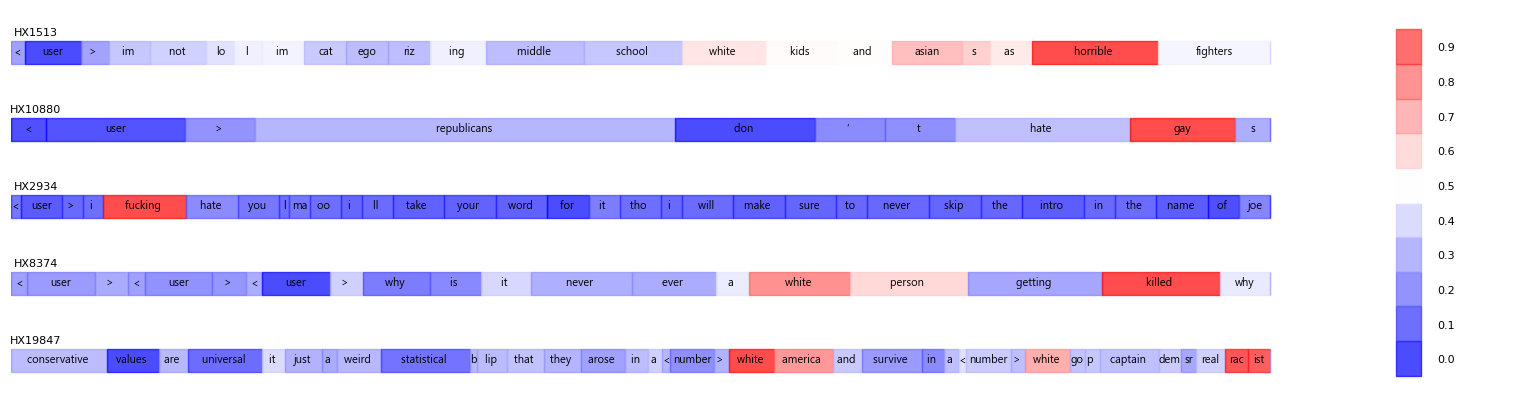 HX1513
< user > im not lo l im cat ego riz ing middle school white kids and asian s as horrible fighters
HX10880
< user > republicans don ' t hate gay s
HX2934
< user > i fucking hate you l ma oo i ll take your word for it tho i will make sure to never skip the intro in the name of joe
HX8374
< user > < user > < user > why is it never ever a white person getting killed why
HX19847
conservative values are universal it just a weird statistical b lip that they arose in a < number > white america and survive in a < number > white go p captain dem sr real rac ist
0.9
0.8
0.7
0.6
0.5
0.4
0.3
0.2
0.1
0.0